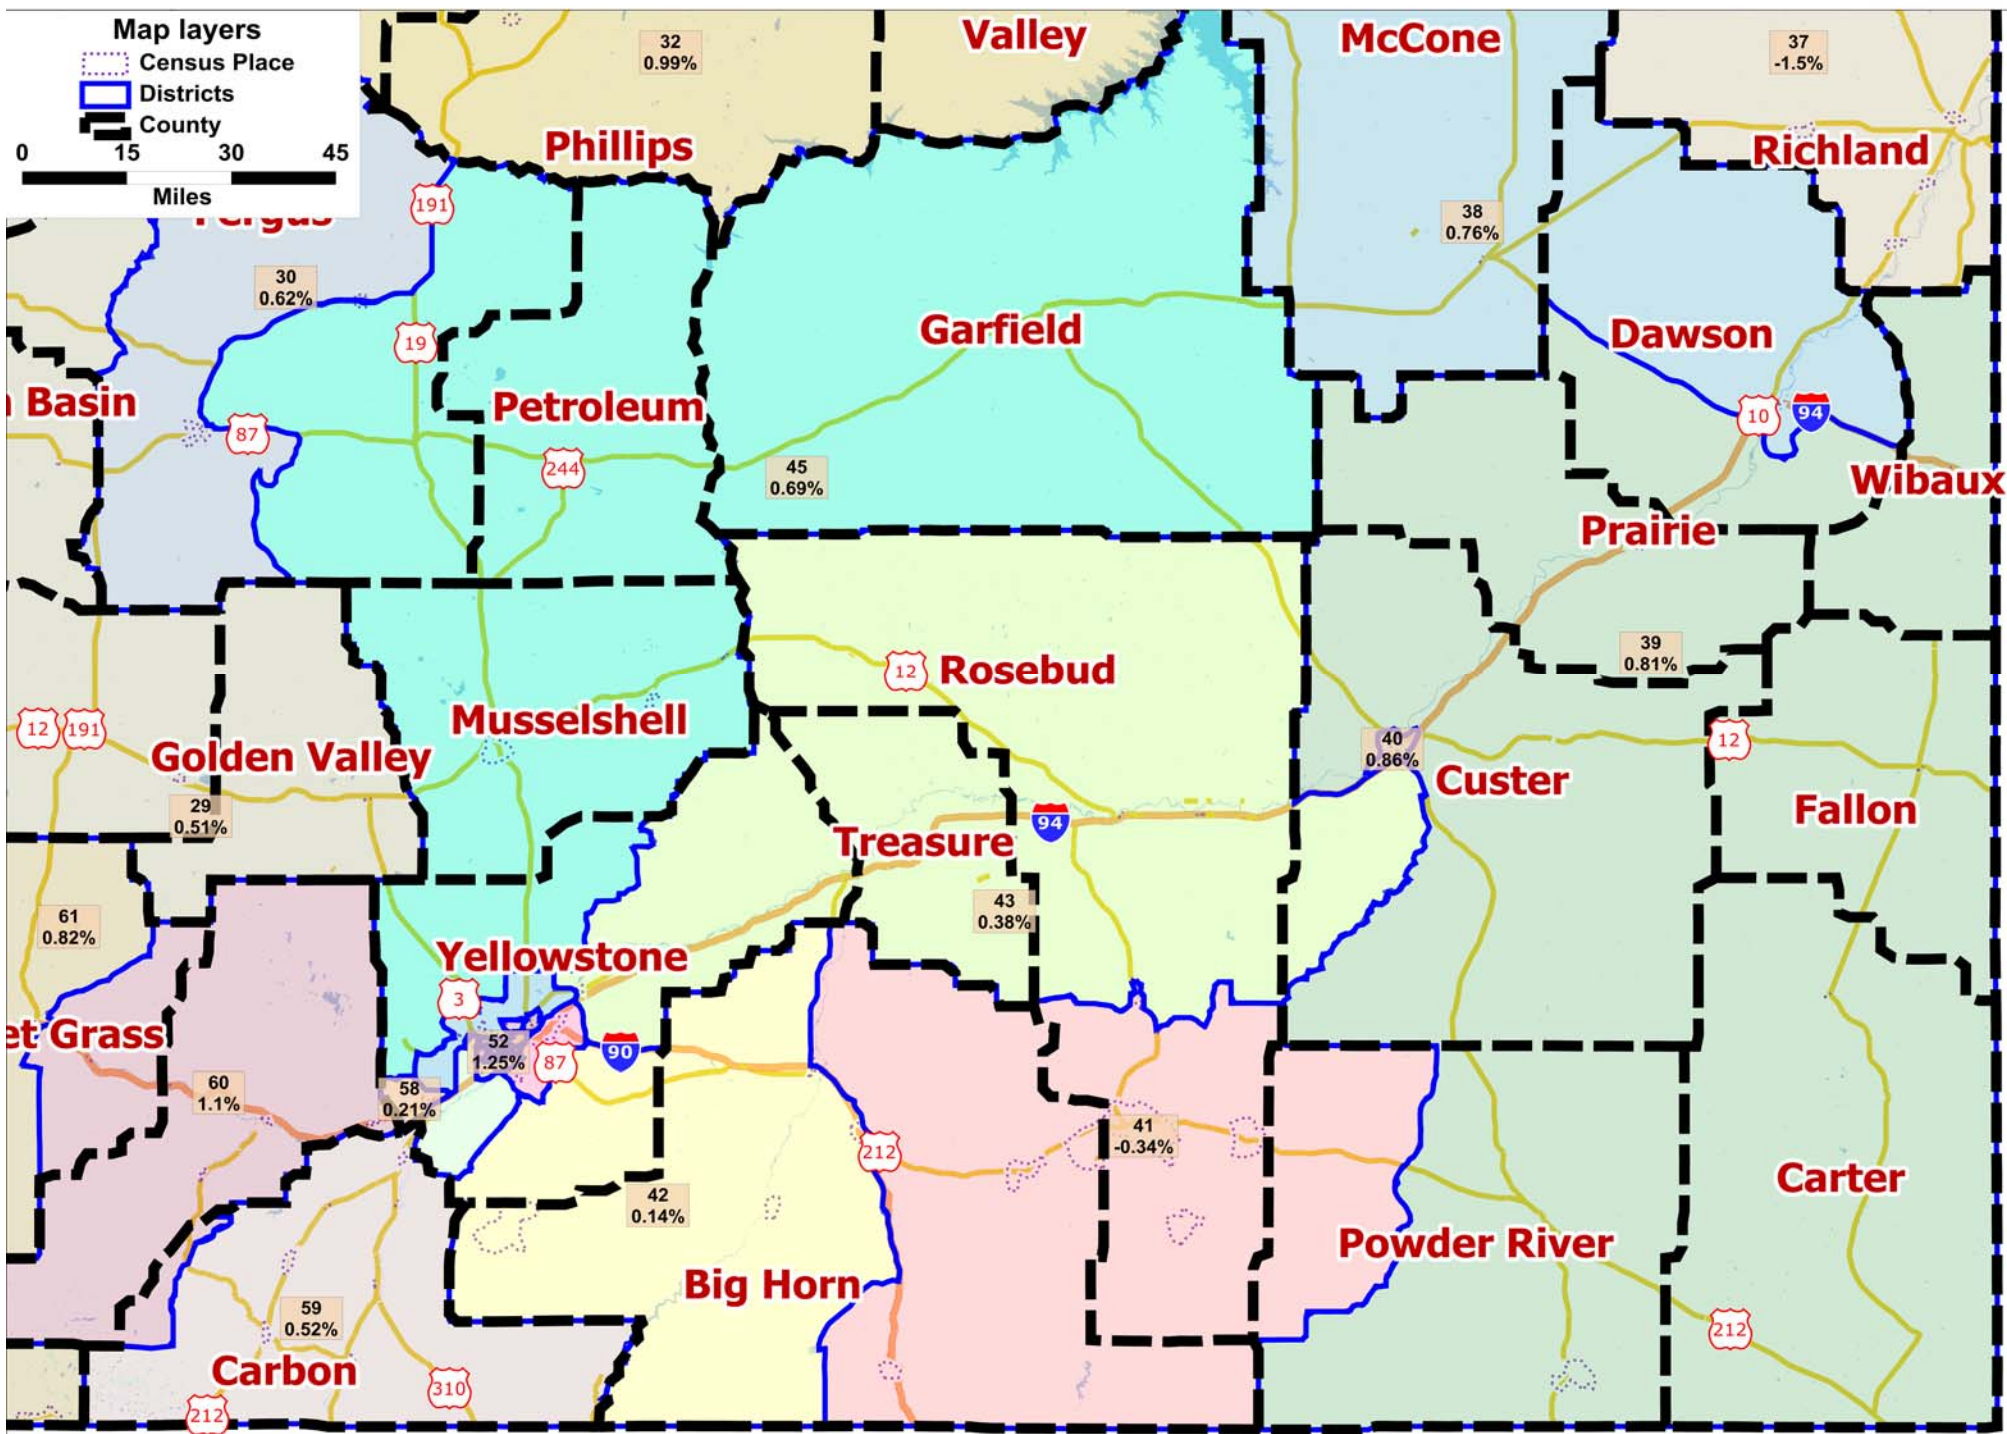 Map layers
Census Place
Districts
County
0 15 30 45
Miles
32
0.99%
Valley
McCone
37
-1.5%
Phillips
Richland
Fergus
191
38
0.76%
30
0.62%
19
Garfield
Dawson
Basin
Petroleum
10
94
87
244
45
0.69%
Wibaux
Prairie
12
Rosebud
39
0.81%
12
191
Musselshell
Golden Valley
40
0.86%
12
Custer
29
0.51%
94
Fallon
Treasure
61
0.82%
43
0.38%
Yellowstone
3
et Grass
52
1.25%
87
90
60
1.1%
58
0.21%
212
41
-0.34%
Carter
42
0.14%
Powder River
Big Horn
59
0.52%
212
Carbon
310
212